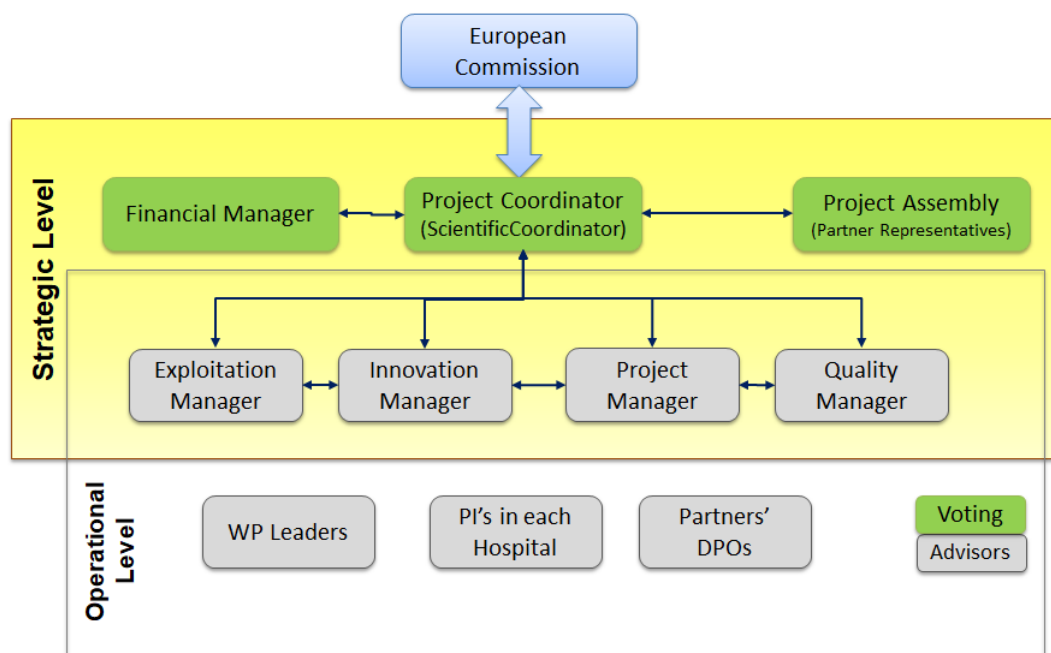 European
Commission
Strategic Level
Financial Manager
Project Coordinator
(ScientificCoordinator)
Project Assembly
(Partner Representatives)
Exploitation
Manager
Innovation
Manager
Project
Manager
Quality
Manager
Operational
Level
WP Leaders
PI's in each
Hospital
Partners'
DPOs
Voting
Advisors